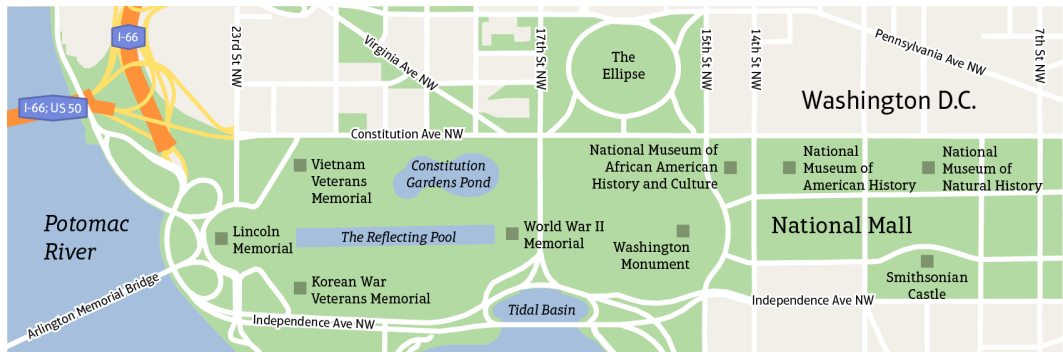 I-66
23rd St NW
Virginia Ave NW
17th St NW
The
Ellipse
15th St NW
14th St NW
Pennsylvania Ave NW
7th St NW
I-66; US 50
Washington D.C.
Constitution Ave NW
Vietnam
Veterans
Memorial
Constitution
Gardens Pond
National Museum of
African American
History and Culture
National
Museum of
American History
National
Museum of
Natural History
Potomac
River
Lincoln
Memorial
The Reflecting Pool
World War II
Memorial
Washington
Monument
National Mall
Smithsonian
Castle
Korean War
Veterans Memorial
Arlington Memorial Bridge
Independence Ave NW
Tidal Basin
Independence Ave NW